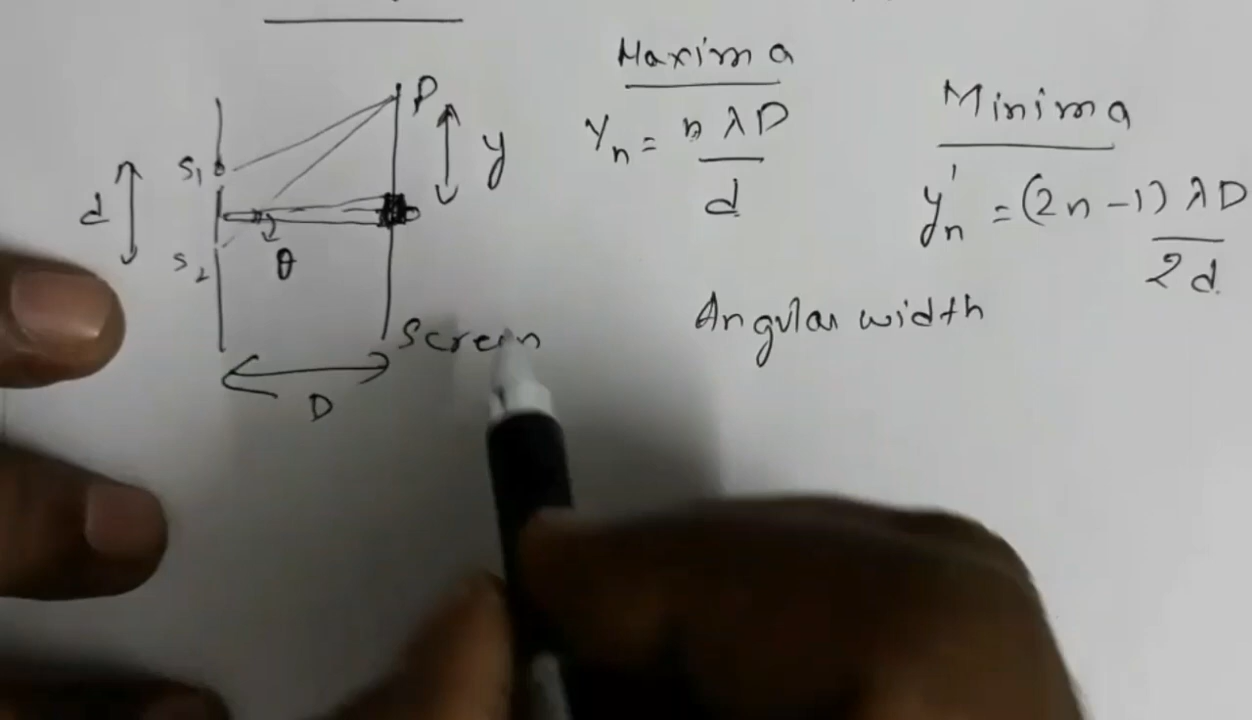 P
S₁
d
y
S₂
θ
Screen
D
Maxima
Yₙ = nλD
d
Minima
y'ₙ = (2n-1) λD
2d
Angular width